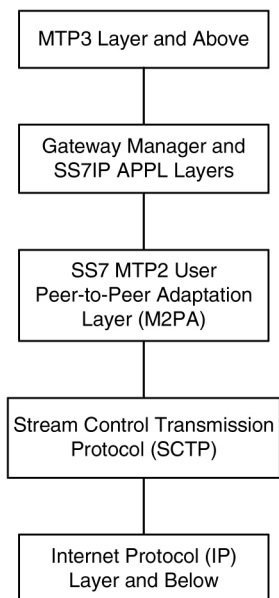 MTP3 Layer and Above
Gateway Manager and
SS7IP APPL Layers
SS7 MTP2 User
Peer-to-Peer Adaptation
Layer (M2PA)
Stream Control Transmission
Protocol (SCTP)
Internet Protocol (IP)
Layer and Below